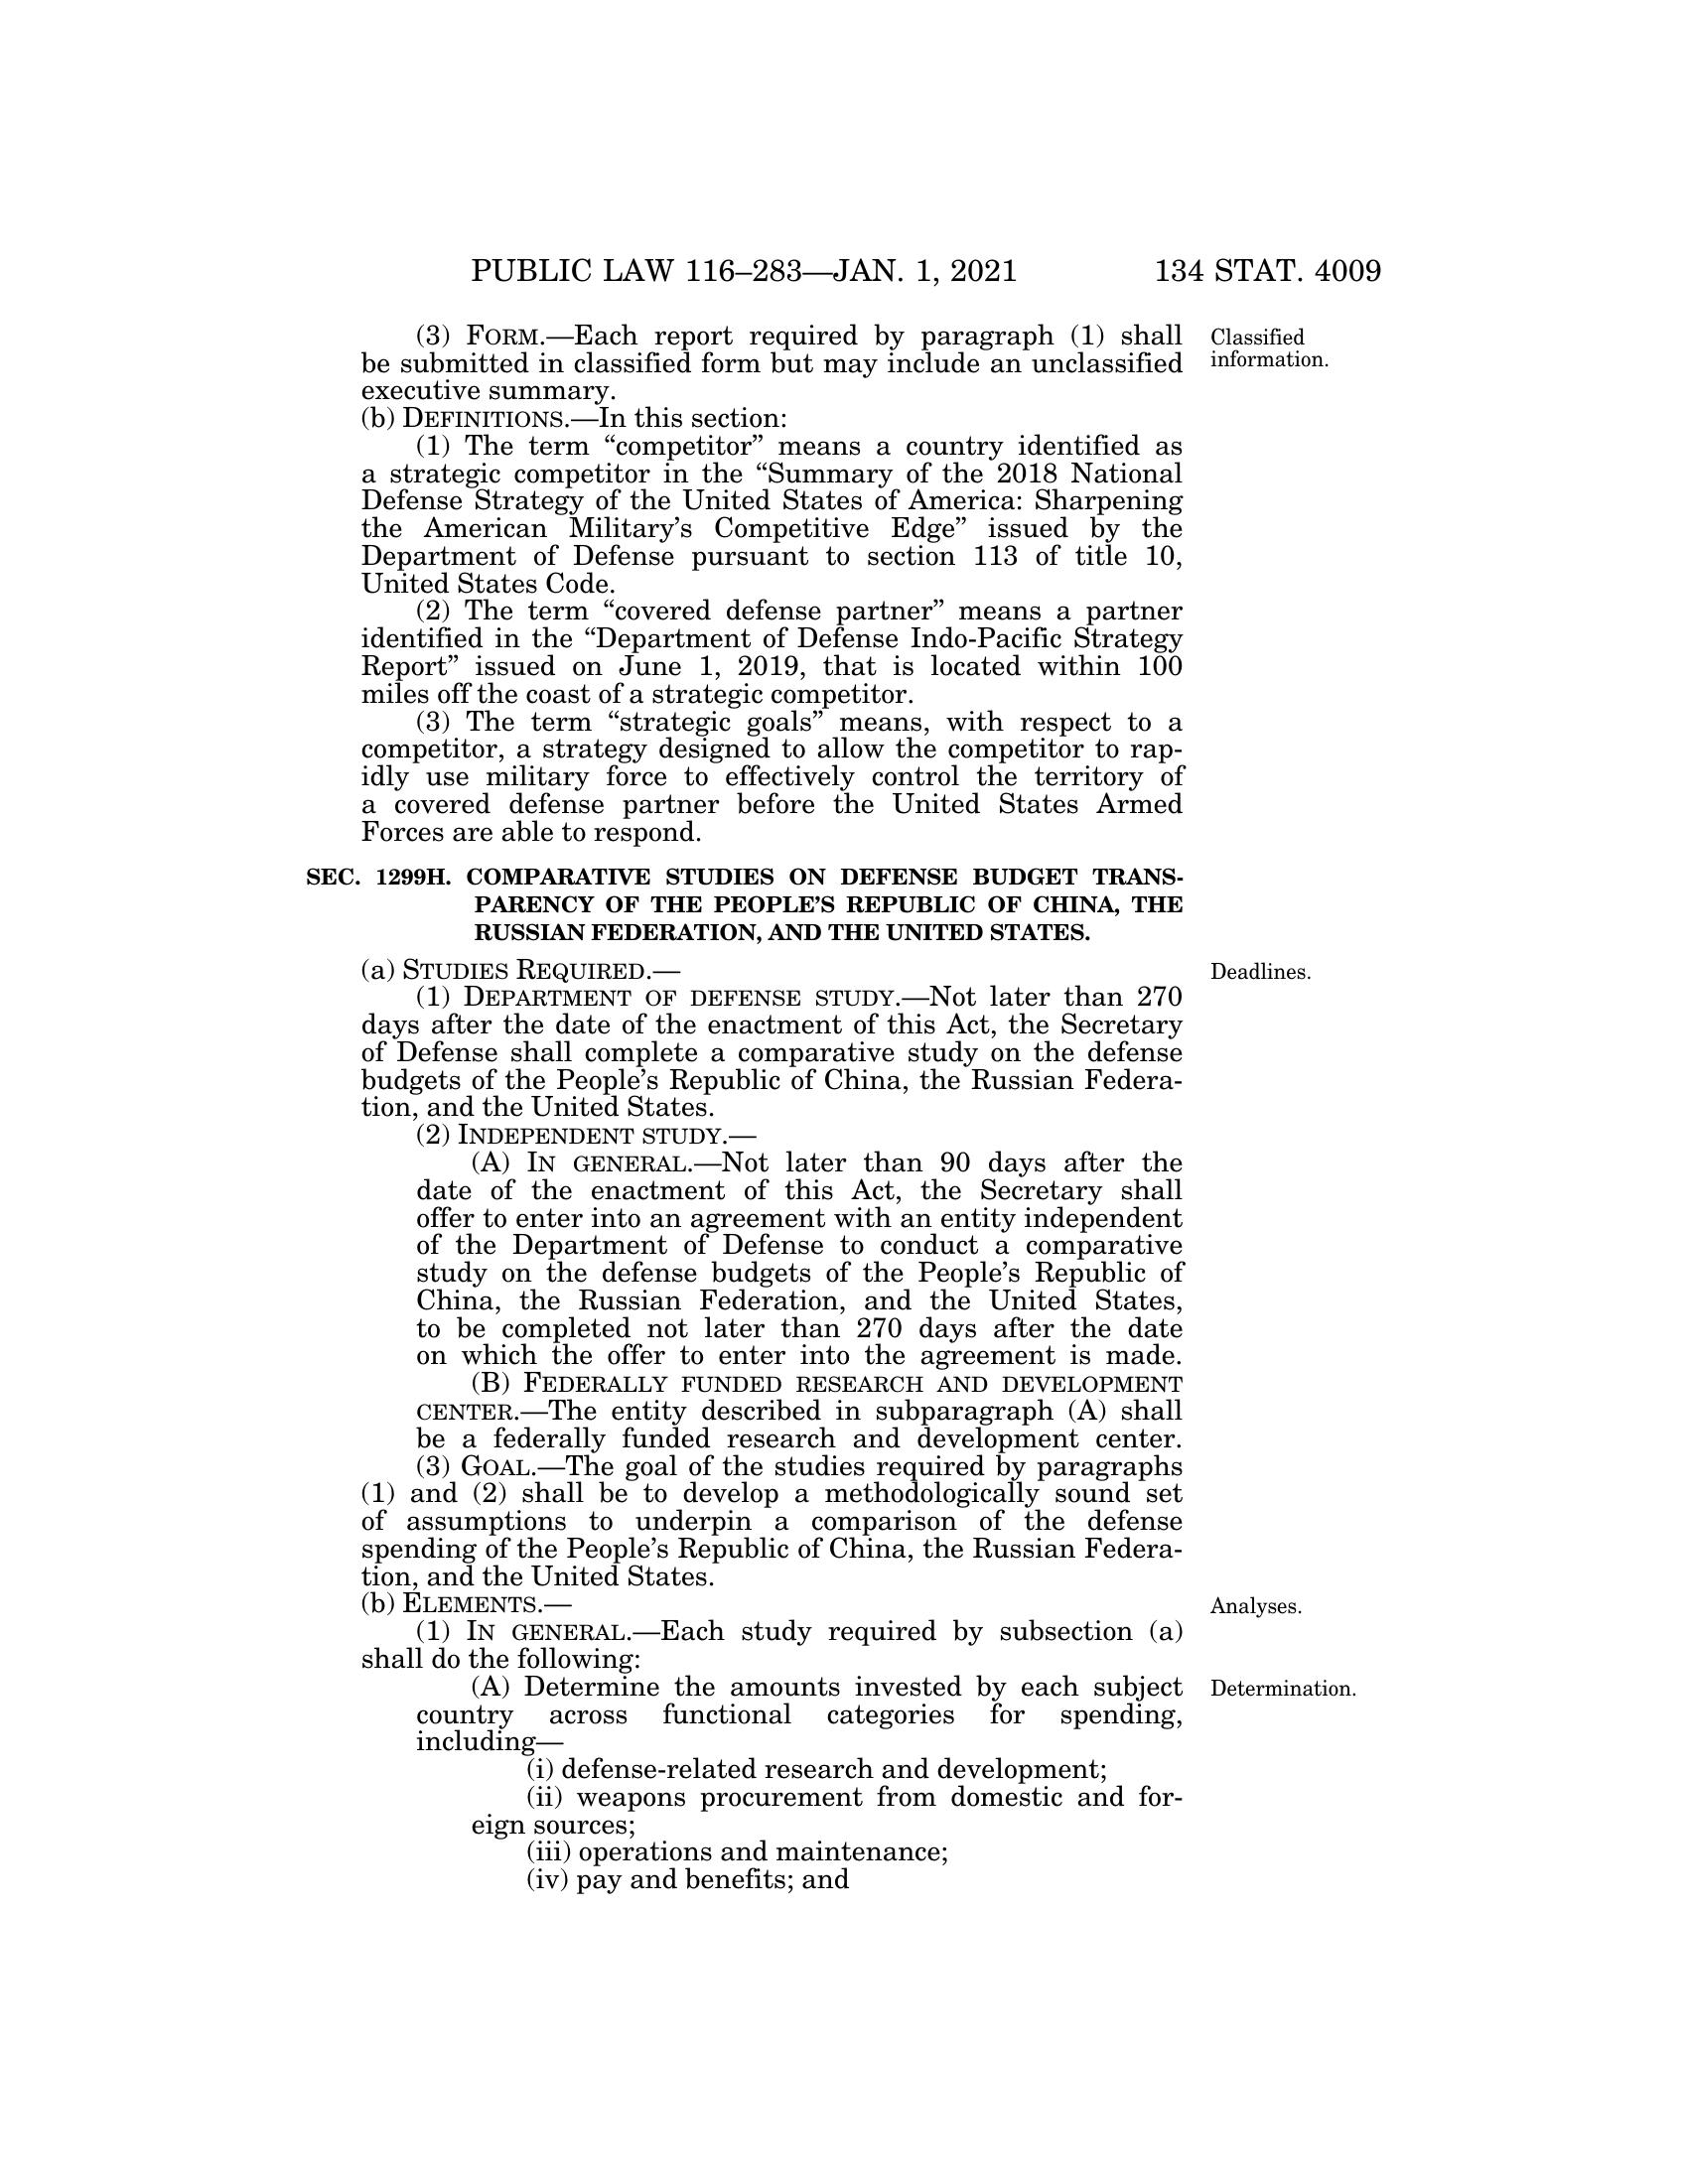 PUBLIC LAW 116–283—JAN. 1, 2021 134 STAT. 4009
(3) FORM.—Each report required by paragraph (1) shall
be submitted in classified form but may include an unclassified
executive summary.
Classified
information.
(b) DEFINITIONS.—In this section:
(1) The term “competitor” means a country identified as
a strategic competitor in the “Summary of the 2018 National
Defense Strategy of the United States of America: Sharpening
the American Military’s Competitive Edge” issued by the
Department of Defense pursuant to section 113 of title 10,
United States Code.
(2) The term “covered defense partner” means a partner
identified in the “Department of Defense Indo-Pacific Strategy
Report” issued on June 1, 2019, that is located within 100
miles off the coast of a strategic competitor.
(3) The term “strategic goals” means, with respect to a
competitor, a strategy designed to allow the competitor to rap-
idly use military force to effectively control the territory of
a covered defense partner before the United States Armed
Forces are able to respond.
SEC. 1299H. COMPARATIVE STUDIES ON DEFENSE BUDGET TRANS-
PARENCY OF THE PEOPLE’S REPUBLIC OF CHINA, THE
RUSSIAN FEDERATION, AND THE UNITED STATES.
(a) STUDIES REQUIRED.—
Deadlines.
(1) DEPARTMENT OF DEFENSE STUDY.—Not later than 270
days after the date of the enactment of this Act, the Secretary
of Defense shall complete a comparative study on the defense
budgets of the People’s Republic of China, the Russian Federa-
tion, and the United States.
(2) INDEPENDENT STUDY.—
(A) IN GENERAL.—Not later than 90 days after the
date of the enactment of this Act, the Secretary shall
offer to enter into an agreement with an entity independent
of the Department of Defense to conduct a comparative
study on the defense budgets of the People’s Republic of
China, the Russian Federation, and the United States,
to be completed not later than 270 days after the date
on which the offer to enter into the agreement is made.
(B) FEDERALLY FUNDED RESEARCH AND DEVELOPMENT
CENTER.—The entity described in subparagraph (A) shall
be a federally funded research and development center.
(3) GOAL.—The goal of the studies required by paragraphs
(1) and (2) shall be to develop a methodologically sound set
of assumptions to underpin a comparison of the defense
spending of the People’s Republic of China, the Russian Federa-
tion, and the United States.
(b) ELEMENTS.—
Analyses.
(1) IN GENERAL.—Each study required by subsection (a)
shall do the following:
(A) Determine the amounts invested by each subject
country across functional categories for spending,
including—
Determination.
(i) defense-related research and development;
(ii) weapons procurement from domestic and for-
eign sources;
(iii) operations and maintenance;
(iv) pay and benefits; and